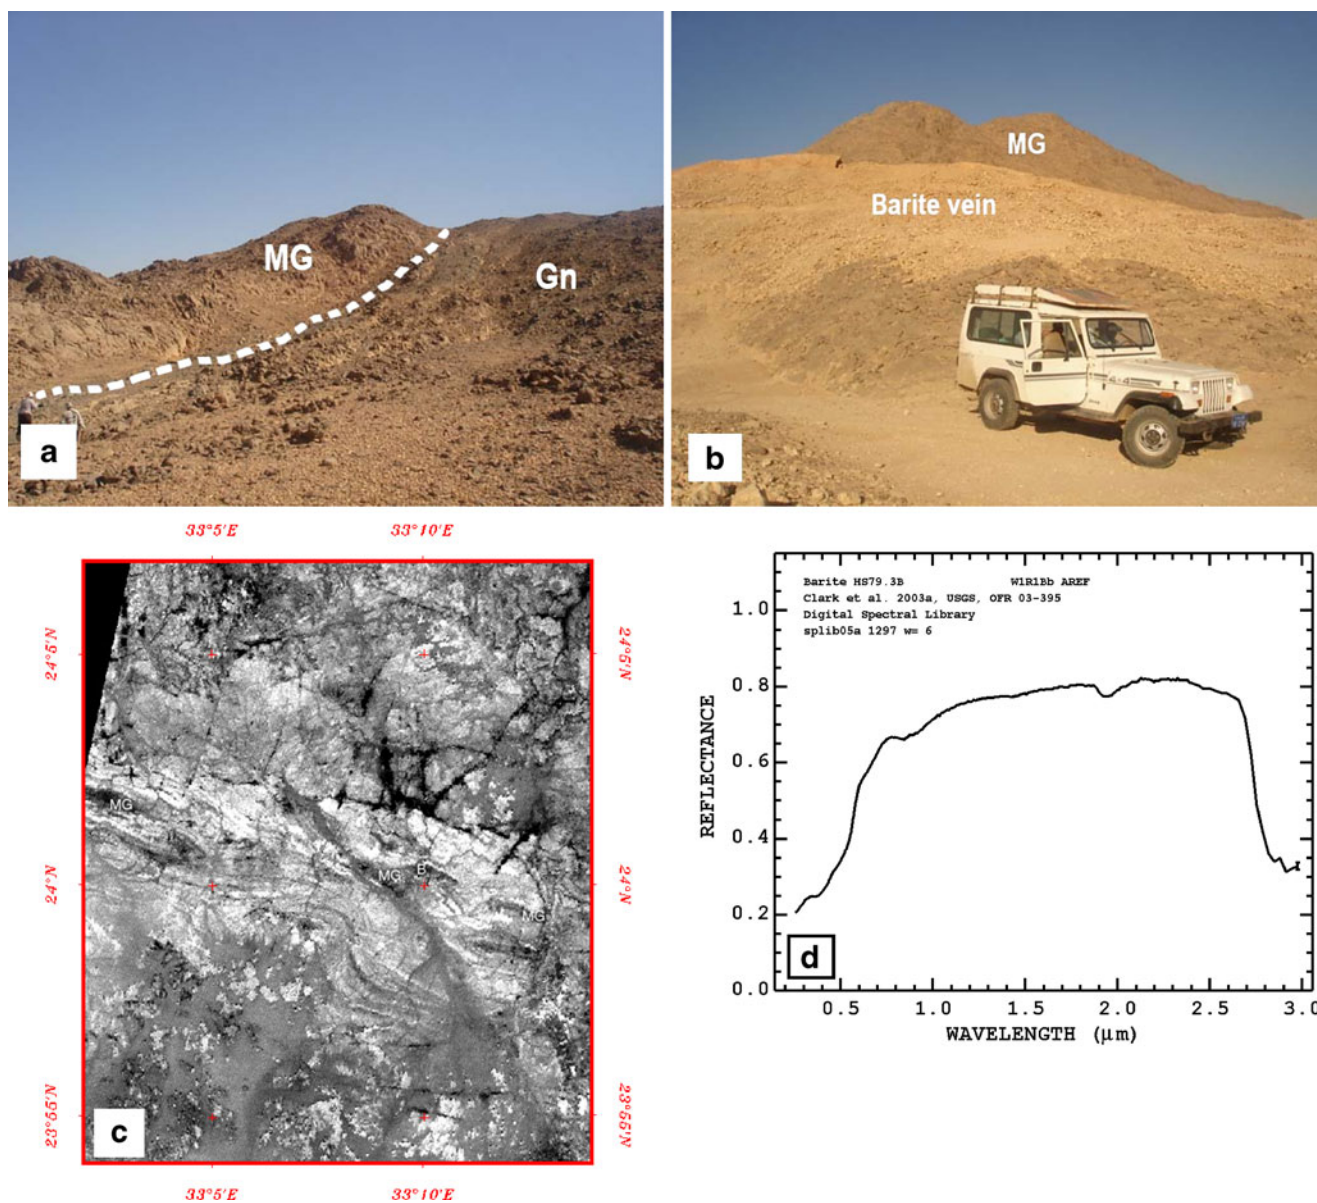 MG
Gn
a
MG
Barite vein
b
33°5'E
33°10'E
24°5'N
24°5'N
MG
B
MG
MG
24°N
24°N
23°55'N
23°55'N
c
33°5'E
33°10'E
Barite HS79.3B W1R1Bb AREF
Clark et al. 2003a, USGS, OFR 03-395
Digital Spectral Library
splib05a 1297 w= 6
REFLECTANCE
1.0
0.8
0.6
0.4
0.2
0.0
d
0.5 1.0 1.5 2.0 2.5 3.0
WAVELENGTH (μm)